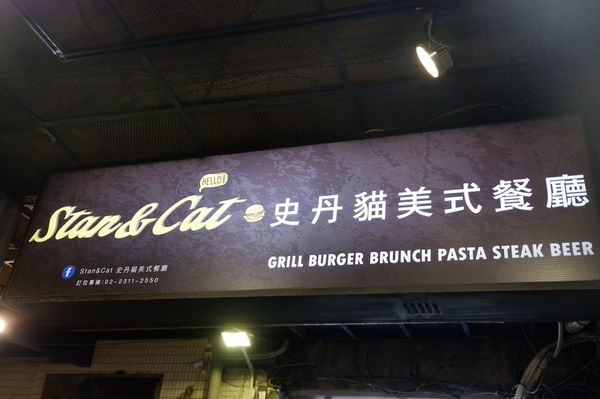 HELLO!
Stan&Cat 史丹貓美式餐廳
GRILL BURGER BRUNCH PASTA STEAK BEER
f Stan&Cat 史丹貓美式餐廳
訂位專線:02-2311-2550